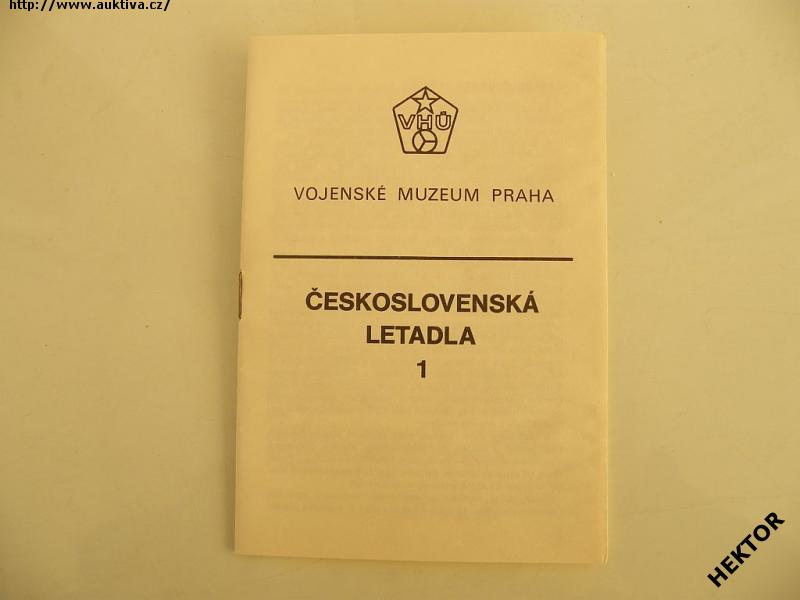 http://www.auktiva.cz/
VHÚ
VOJENSKÉ MUZEUM PRAHA
ČESKOSLOVENSKÁ
LETADLA
1
HEKTOR